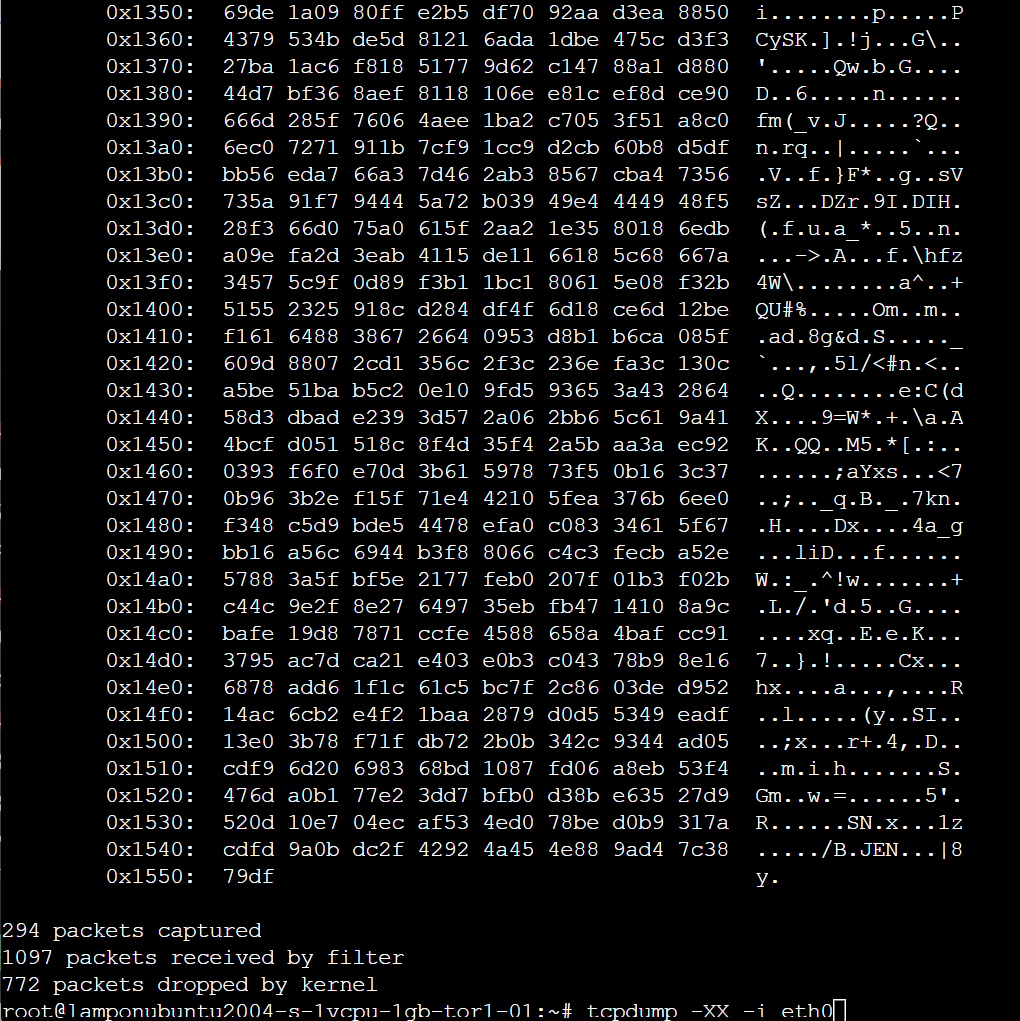 0x1350: 69de 1a09 80ff e2b5 df70 92aa d3ea 8850 i........p.....P
0x1360: 4379 534b de5d 8121 6ada 1dbe 475c d3f3 CySK.].!j...G\..
0x1370: 27ba 1ac6 f818 5177 9d62 c147 88a1 d880 '.....Qw.b.G....
0x1380: 44d7 bf36 8aef 8118 106e e81c ef8d ce90 D..6.....n......
0x1390: 666d 285f 7606 4aee 1ba2 c705 3f51 a8c0 fm(_v.J.....?Q..
0x13a0: 6ec0 7271 911b 7cf9 1cc9 d2cb 60b8 d5df n.rq..|.....`...
0x13b0: bb56 eda7 66a3 7d46 2ab3 8567 cba4 7356 .V..f.}F*..g..sV
0x13c0: 735a 91f7 9444 5a72 b039 49e4 4449 48f5 sZ...DZr.9I.DIH.
0x13d0: 28f3 66d0 75a0 615f 2aa2 1e35 8018 6edb (.f.u.a_*..5..n.
0x13e0: a09e fa2d 3eab 4115 de11 6618 5c68 667a ...->.A...f.\hfz
0x13f0: 3457 5c9f 0d89 f3b1 1bc1 8061 5e08 f32b 4W\........a^..+
0x1400: 5155 2325 918c d284 df4f 6d18 ce6d 12be QU#%.....Om..m..
0x1410: f161 6488 3867 2664 0953 d8b1 b6ca 085f .ad.8g&d.S....._
0x1420: 609d 8807 2cd1 356c 2f3c 236e fa3c 130c `...,.5l/<#n.<..
0x1430: a5be 51ba b5c2 0e10 9fd5 9365 3a43 2864 ..Q........e:C(d
0x1440: 58d3 dbad e239 3d57 2a06 2bb6 5c61 9a41 X....9=W*.+.\a.A
0x1450: 4bcf d051 518c 8f4d 35f4 2a5b aa3a ec92 K..QQ..M5.*[.:..
0x1460: 0393 f6f0 e70d 3b61 5978 73f5 0b16 3c37 ......;aYxs...<7
0x1470: 0b96 3b2e f15f 71e4 4210 5fea 376b 6ee0 ..;.._q.B._.7kn.
0x1480: f348 c5d9 bde5 4478 efa0 c083 3461 5f67 .H....Dx....4a_g
0x1490: bb16 a56c 6944 b3f8 8066 c4c3 fecb a52e ...liD...f......
0x14a0: 5788 3a5f bf5e 2177 feb0 207f 01b3 f02b W.:_.^!w.......+
0x14b0: c44c 9e2f 8e27 6497 35eb fb47 1410 8a9c .L./.'d.5..G....
0x14c0: bafe 19d8 7871 ccfe 4588 658a 4baf cc91 ....xq..E.e.K...
0x14d0: 3795 ac7d ca21 e403 e0b3 c043 78b9 8e16 7..}.!.....Cx...
0x14e0: 6878 add6 1f1c 61c5 bc7f 2c86 03de d952 hx....a...,....R
0x14f0: 14ac 6cb2 e4f2 1baa 2879 d0d5 5349 eadf ..l.....(y..SI..
0x1500: 13e0 3b78 f71f db72 2b0b 342c 9344 ad05 ..;x...r+.4,.D..
0x1510: cdf9 6d20 6983 68bd 1087 fd06 a8eb 53f4 ..m.i.h.......S.
0x1520: 476d a0b1 77e2 3dd7 bfb0 d38b e635 27d9 Gm..w.=......5'.
0x1530: 520d 10e7 04ec af53 4ed0 78be d0b9 317a R......SN.x...1z
0x1540: cdfd 9a0b dc2f 4292 4a45 4e88 9ad4 7c38 ...../B.JEN...|8
0x1550: 79df y.
294 packets captured
1097 packets received by filter
772 packets dropped by kernel
root@lamponubuntu2004-s-1vcpu-1gb-tor1-01:~# tcpdump -XX -i eth0